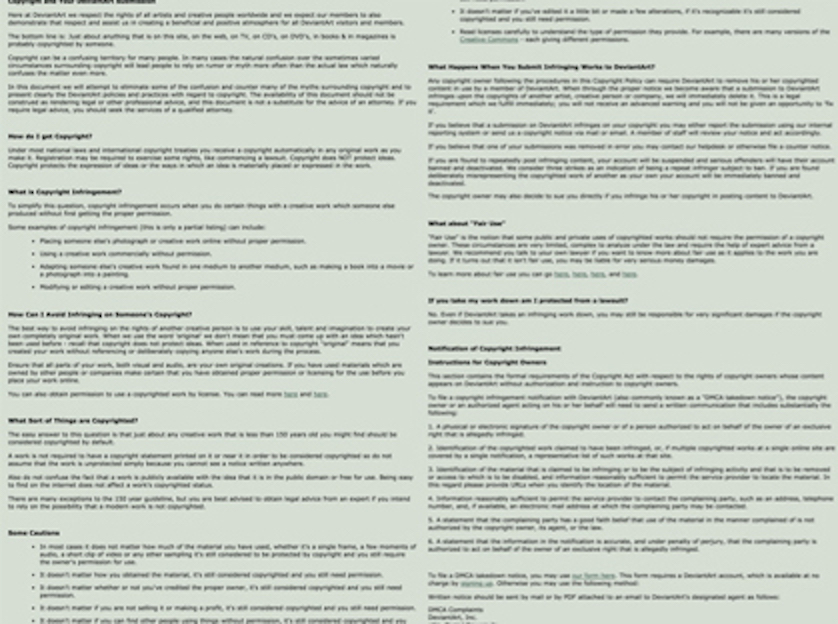 Copyright and Your DeviantArt Submission
Here at DeviantArt we respect the rights of artists and creative people worldwide and we expect our members to also
demonstrate that respect and assist us in creating a beneficial and positive atmosphere for all DeviantArt visitors and members.
The bottom line is: Just about anything that is on this site, on the web, on TV, on CD's, on DVD's, in books & in magazines is
probably copyrighted by someone.
Copyright can be a confusing territory for many people. In many cases the natural confusion over the sometimes varied
circumstances surrounding copyright will lead people to rely on rumor or myth more often than the actual law which naturally
confuses the matter even more.
In this document we will attempt to eliminate some of the confusion and counter many of the myths surrounding copyright and to
present clearly the DeviantArt policies and practices with regard to copyright. The availability of this document should not be
construed as rendering legal or other professional advice, and this document is not a substitute for the advice of an attorney. If you
require legal advice, you should seek the services of a qualified attorney.
How do I get Copyright?
Under most national laws and international copyright treaties you receive a copyright automatically in any original work as you
make it. Registration may be required to exercise some rights, like commencing a lawsuit. Copyright does NOT protect ideas.
Copyright protects the expression of ideas or the ways in which an idea is materially placed or expressed in the work.
What is Copyright Infringement?
To simplify this question, copyright infringement occurs when you do certain things with a creative work which someone else
produced without first getting the proper permission.
Some examples of copyright infringement (this is only a partial listing) can include:
• Placing someone else's photograph or creative work online without proper permission.
• Using a creative work commercially without permission.
• Adapting someone else's creative work found in one medium to another medium, such as making a book into a movie or
a photograph into a painting.
• Modifying or editing a creative work without proper permission.
How Can I Avoid Infringing on Someone's Copyright?
The best way to avoid infringing on the rights of another creative person is to use your skill, talent and imagination to create your
own completely original work. When we use the word 'original' we don't mean that you must come up with an idea which hasn't
been used before - recall that copyright does not protect ideas. When used in reference to copyright "original" means that you
created your work without referencing or deliberately copying anyone else's work during the process.
Ensure that all parts of your work, both visual and audio, are your own original creations. If you have used materials which are
owned by other people or companies make certain that you have obtained proper permission or licensing for the use before you
place your work online.
You can also obtain permission to use a copyrighted work by license. You can read more here and here.
What Sort of Things are Copyrighted?
The easy answer to this question is that just about any creative work that is less than 150 years old you might find should be
considered copyrighted by default.
A work is not required to have a copyright statement printed on it or near it in order to be considered copyrighted so do not
assume that the work is unprotected simply because you cannot see a notice written anywhere.
Also do not confuse the fact that a work is publicly available with the idea that it is in the public domain or free for use. Being easy
to find on the internet does not affect a work's copyrighted status.
There are many exceptions to the 150 year guideline, but you are best advised to obtain legal advice from an expert if you intend
to rely on the possibility that a modern work is not copyrighted.
Some Cautions
• In most cases it does not matter how much of the material you have used, whether it's a single frame, a few moments of
audio, a short clip of video or any other sampling it's still considered to be protected by copyright and you still require
the owner's permission for use.
• It doesn't matter how you obtained the material, it's still considered copyrighted and you still need permission.
• It doesn't matter whether or not you've credited the proper owner, it's still considered copyrighted and you still need
permission.
• It doesn't matter if you are not selling it or making a profit, it's still considered copyrighted and you still need permission.
• It doesn't matter if you can find other people using things without permission, it's still considered copyrighted and you
• It doesn't matter if you've edited it a little bit or made a few alterations, if it's recognizable it's still considered
copyrighted and you still need permission.
• Read licenses carefully to understand the type of permission they provide. For example, there are many versions of the
Creative Commons - each giving different permissions.
What Happens When You Submit Infringing Works to DeviantArt?
Any copyright owner following the procedures in this Copyright Policy can require DeviantArt to remove his or her copyrighted
content in use by a member of DeviantArt. When through the proper notice we become aware that a submission to DeviantArt
infringes upon the copyrights of another artist, creative person or company, we will immediately delete it. This is a legal
requirement which we fulfill immediately; you will not receive an advanced warning and you will not be given an opportunity to "fix
it".
If you believe that a submission on DeviantArt infringes on your copyright you may either report the submission using our internal
reporting system or send us a copyright notice via mail or email. A member of staff will review your notice and act accordingly.
If you believe that one of your submissions was removed in error you may contact our helpdesk or otherwise file a counter notice.
If you are found to repeatedly post infringing content, your account will be suspended and serious offenders will have their account
banned and deactivated. We consider three strikes as an indication of being a repeat infringer subject to ban. If you are found
deliberately misrepresenting the copyrighted work of another as your own your account will be immediately banned and
deactivated.
The copyright owner may also decide to sue you directly if you infringe his or her copyright in posting content to DeviantArt.
What about "Fair Use"
"Fair Use" is the notion that some public and private uses of copyrighted works should not require the permission of a copyright
owner. These circumstances are very limited, complex to analyze under the law and require the help of expert advice from a
lawyer. We recommend you talk to your own lawyer if you want to know more about fair use as it applies to the work you are
doing. If it turns out that it isn't fair use, you may be liable for very serious money damages.
To learn more about fair use you can go here, here, here, and here.
If you take my work down am I protected from a lawsuit?
No. Even if DeviantArt takes an infringing work down, you may still be responsible for very significant damages if the copyright
owner decides to sue you.
Notification of Copyright Infringement
Instructions for Copyright Owners
This section contains the formal requirements of the Copyright Act with respect to the rights of copyright owners whose content
appears on DeviantArt without authorization and instruction to copyright owners.
To file a copyright infringement notification with DeviantArt (also commonly known as a "DMCA takedown notice"), the copyright
owner or an authorized agent acting on his or her behalf will need to send a written communication that includes substantially the
following:
1. A physical or electronic signature of the copyright owner or of a person authorized to act on behalf of the owner of an exclusive
right that is allegedly infringed.
2. Identification of the copyrighted work claimed to have been infringed, or, if multiple copyrighted works at a single online site are
covered by a single notification, a representative list of such works at that site.
3. Identification of the material that is claimed to be infringing or to be the subject of infringing activity and that is to be removed
or access to which is to be disabled, and information reasonably sufficient to permit the service provider to locate the material. In
this regard please provide URLs when you identify the location of the material.
4. Information reasonably sufficient to permit the service provider to contact the complaining party, such as an address, telephone
number, and, if available, an electronic mail address at which the complaining party may be contacted.
5. A statement that the complaining party has a good faith belief that use of the material in the manner complained of is not
authorized by the copyright owner, its agent, or the law.
6. A statement that the information in the notification is accurate, and under penalty of perjury, that the complaining party is
authorized to act on behalf of the owner of an exclusive right that is allegedly infringed.
To file a DMCA takedown notice, you may use our form here. This form requires a DeviantArt account, which is available at no
charge by signing up. Otherwise you may use the following method:
Written notice should be sent by mail or by PDF attached to an email to DeviantArt's designated agent as follows:
DMCA Complaints
DeviantArt, Inc.